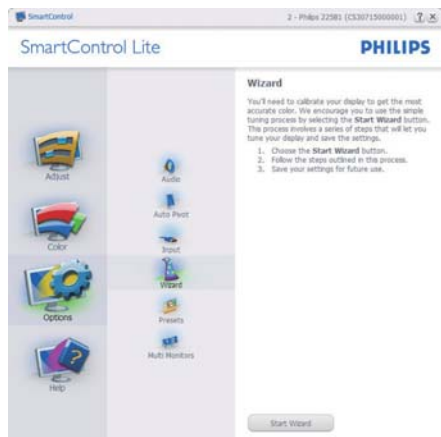 SmartControl
2 - Philips 225B1 (CS30715000001)
SmartControl Lite
PHILIPS
Adjust
Color
Options
Help
Audio
Auto Pivot
Input
Wizard
Presets
Multi Monitors
Wizard
You'll need to calibrate your display to get the most
accurate color. We encourage you to use the simple
tuning process by selecting the Start Wizard button.
This process involves a series of steps that will let you
tune your display and save the settings.
1. Choose the Start Wizard button.
2. Follow the steps outlined in this process.
3. Save your settings for future use.
Start Wizard